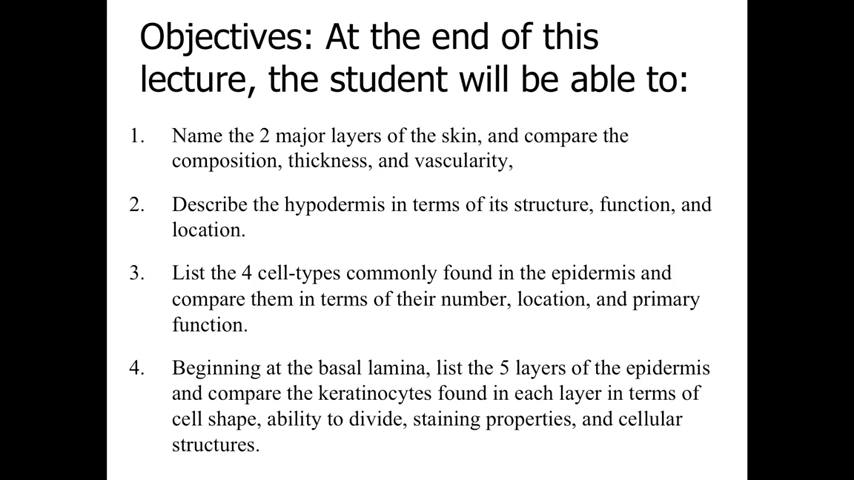 Objectives: At the end of this
lecture, the student will be able to:
1. Name the 2 major layers of the skin, and compare the
composition, thickness, and vascularity,
2. Describe the hypodermis in terms of its structure, function, and
location.
3. List the 4 cell-types commonly found in the epidermis and
compare them in terms of their number, location, and primary
function.
4. Beginning at the basal lamina, list the 5 layers of the epidermis
and compare the keratinocytes found in each layer in terms of
cell shape, ability to divide, staining properties, and cellular
structures.